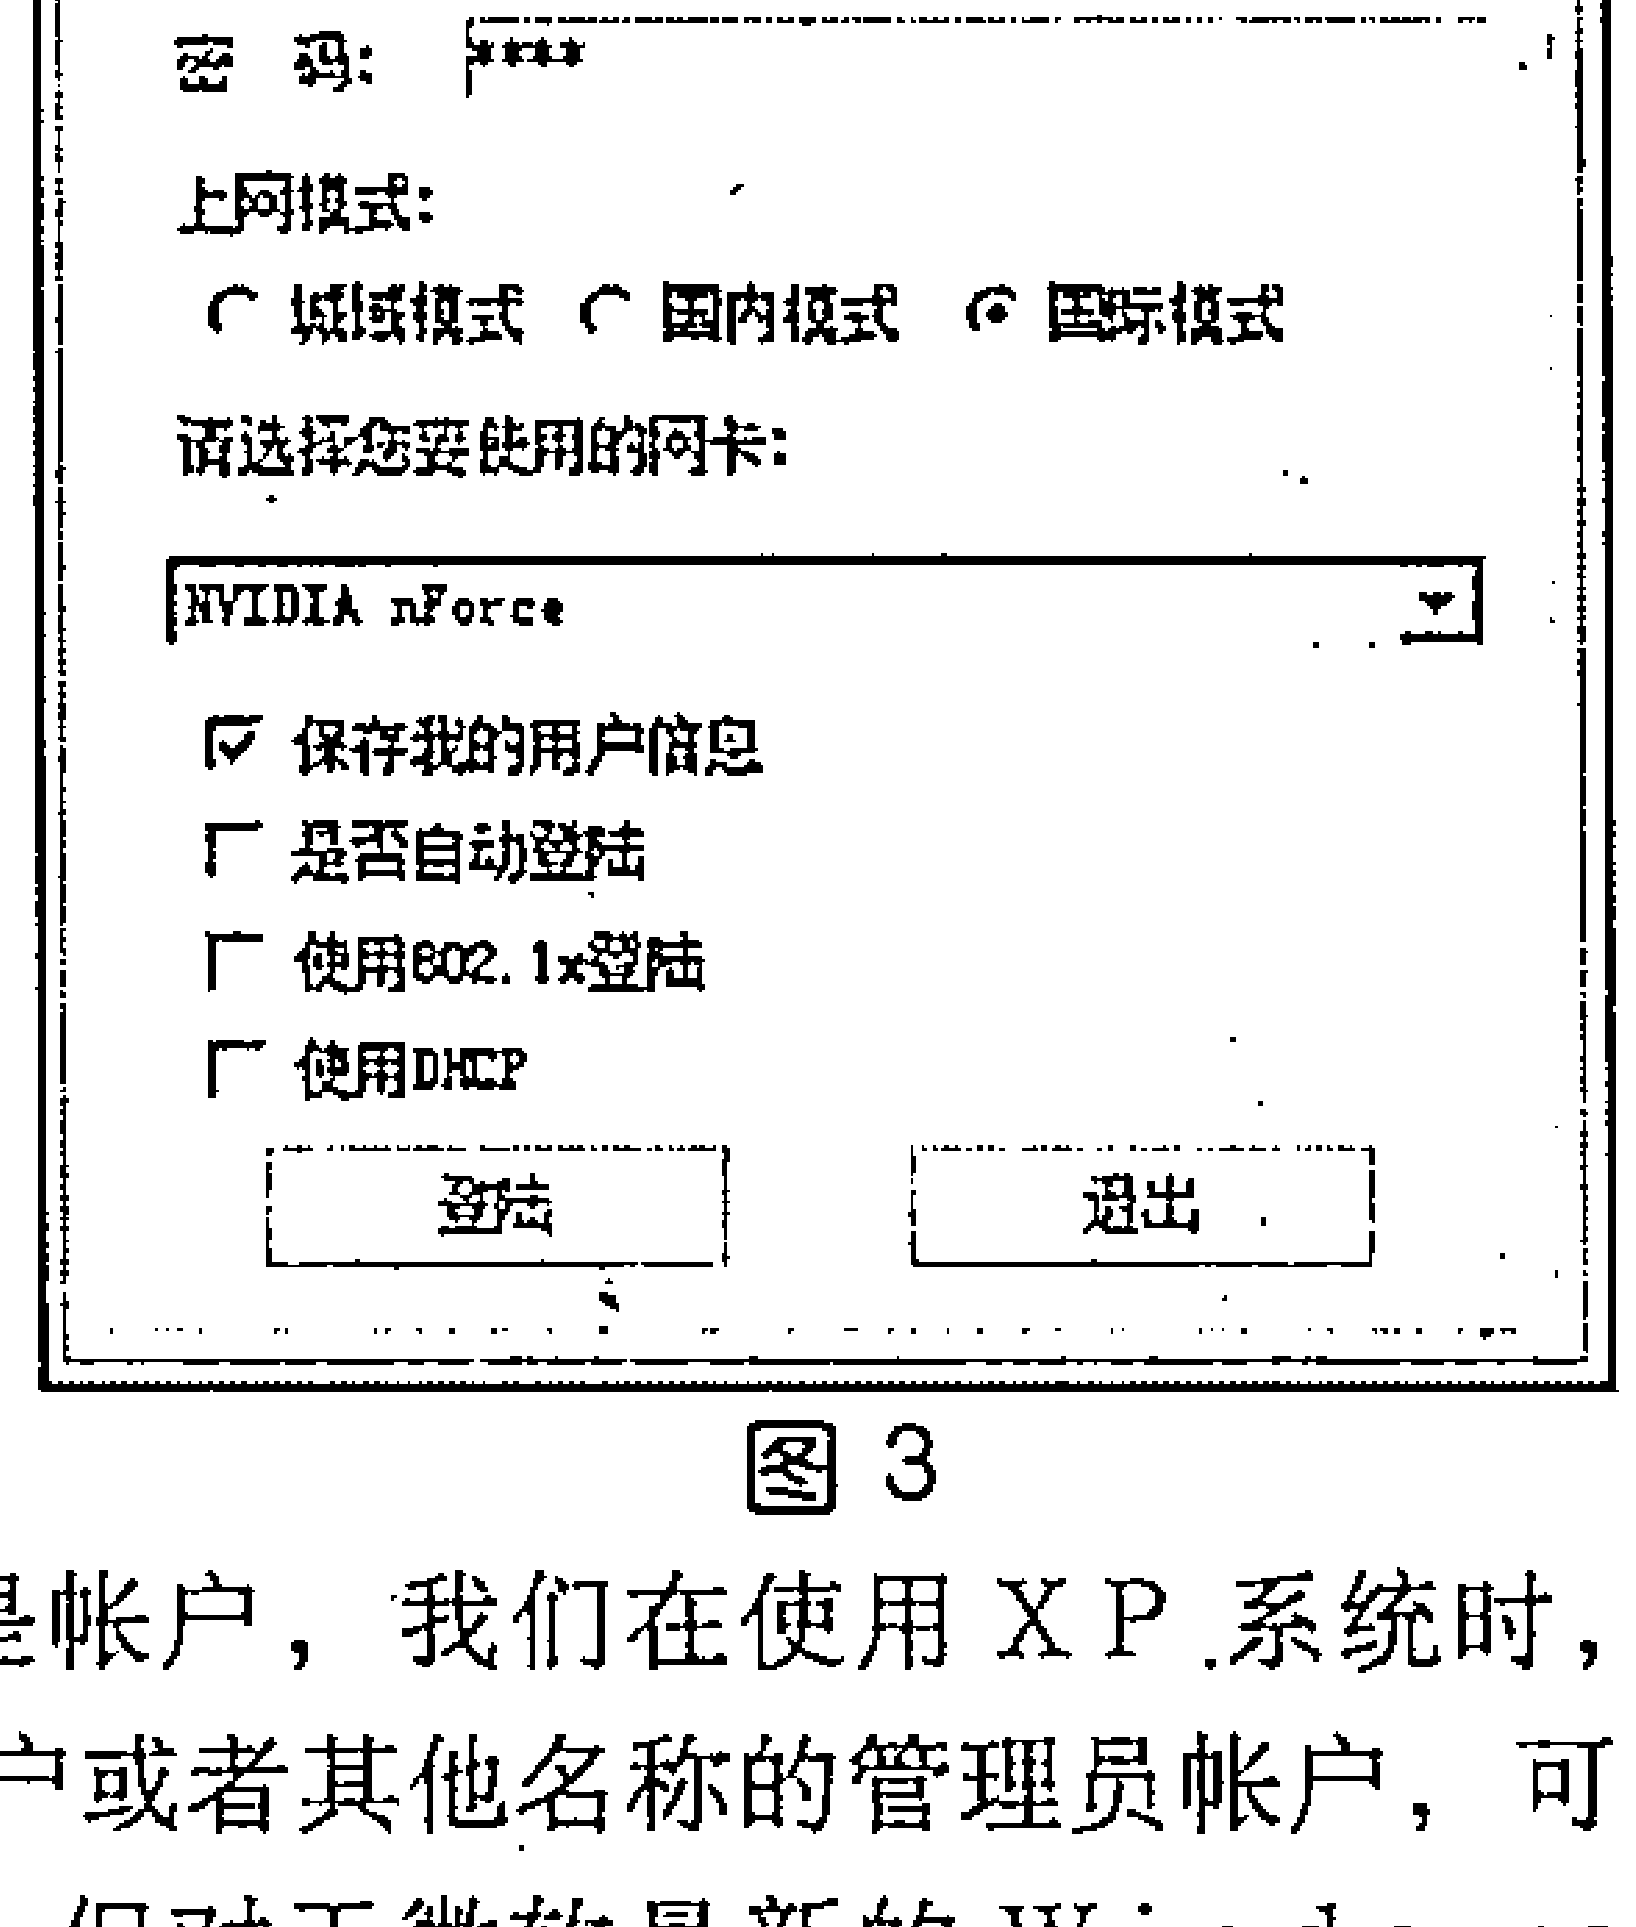 密 码: ****
上网模式:
城域模式 国内模式 国际模式
请选择您要使用的网卡:
NVIDIA nForce
保存我的用户信息
是否自动登陆
使用802.1x登陆
使用DHCP
登陆 退出
图 3
是帐户，我们在使用XP系统时，
户或者其他名称的管理员帐户，可